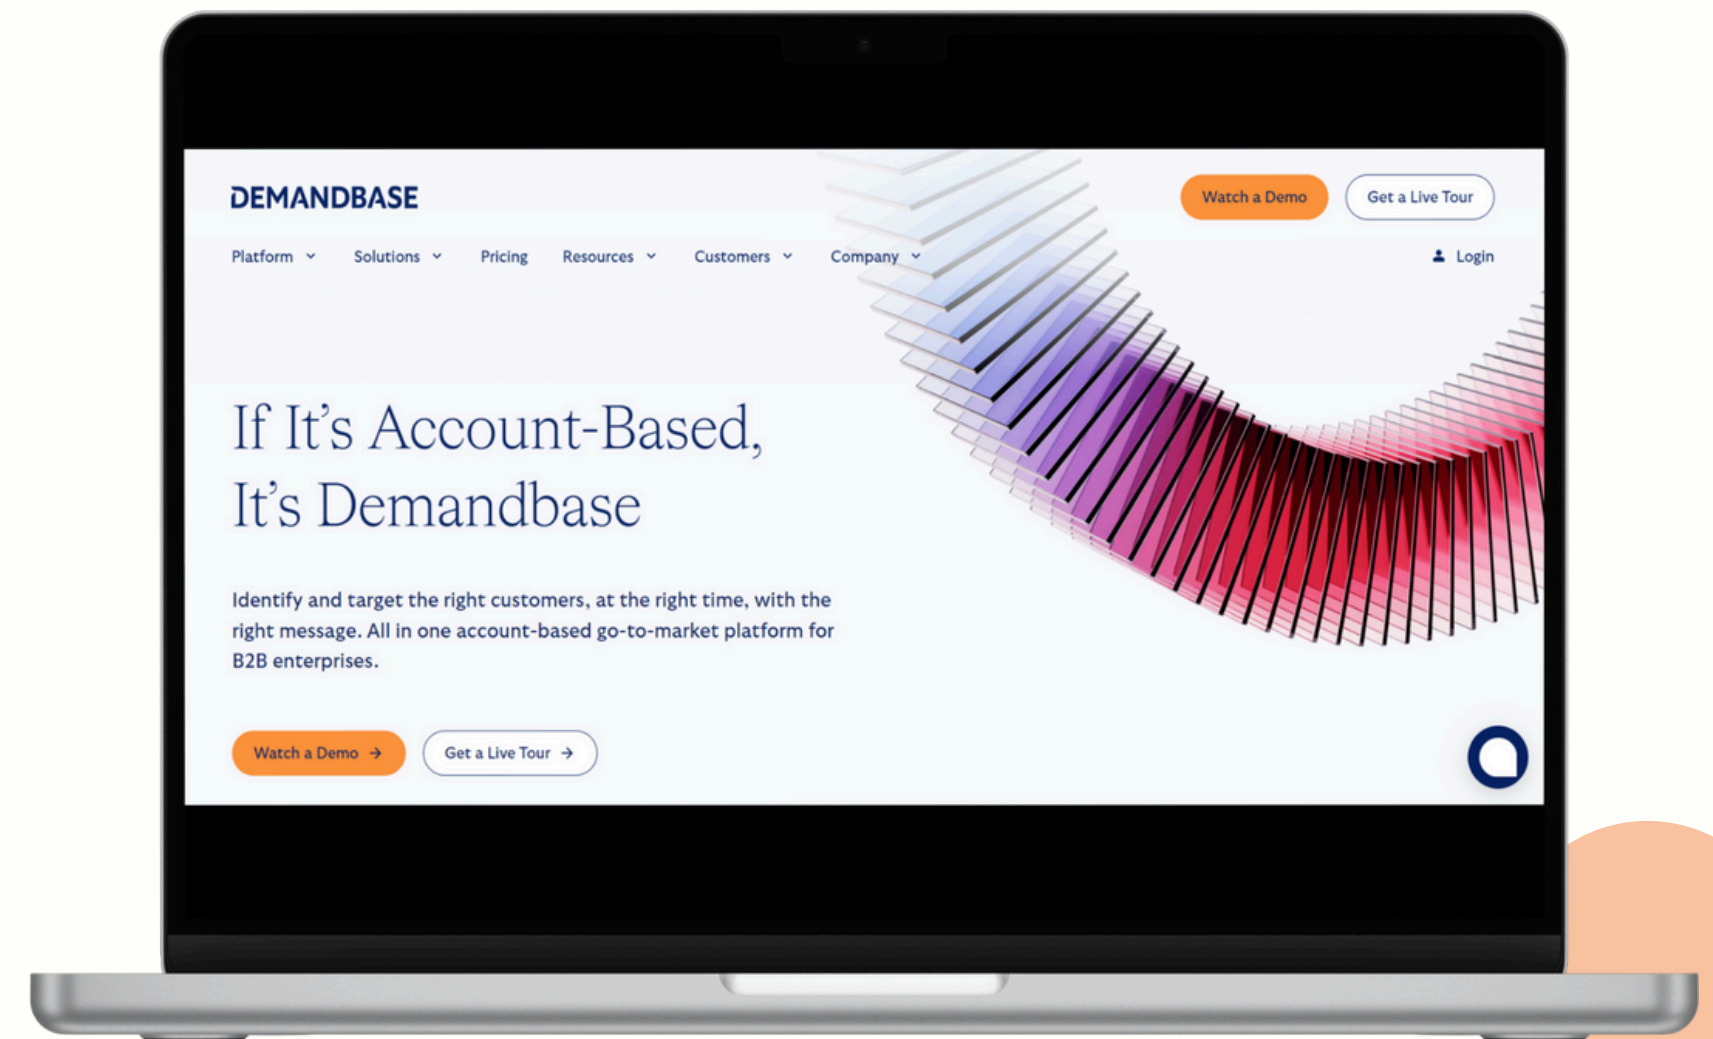 DEMANDBASE
Watch a Demo
Get a Live Tour
Platform
Solutions
Pricing
Resources
Customers
Company
Login
If It’s Account-Based,
It’s Demandbase
Identify and target the right customers, at the right time, with the
right message. All in one account-based go-to-market platform for
B2B enterprises.
Watch a Demo →
Get a Live Tour →